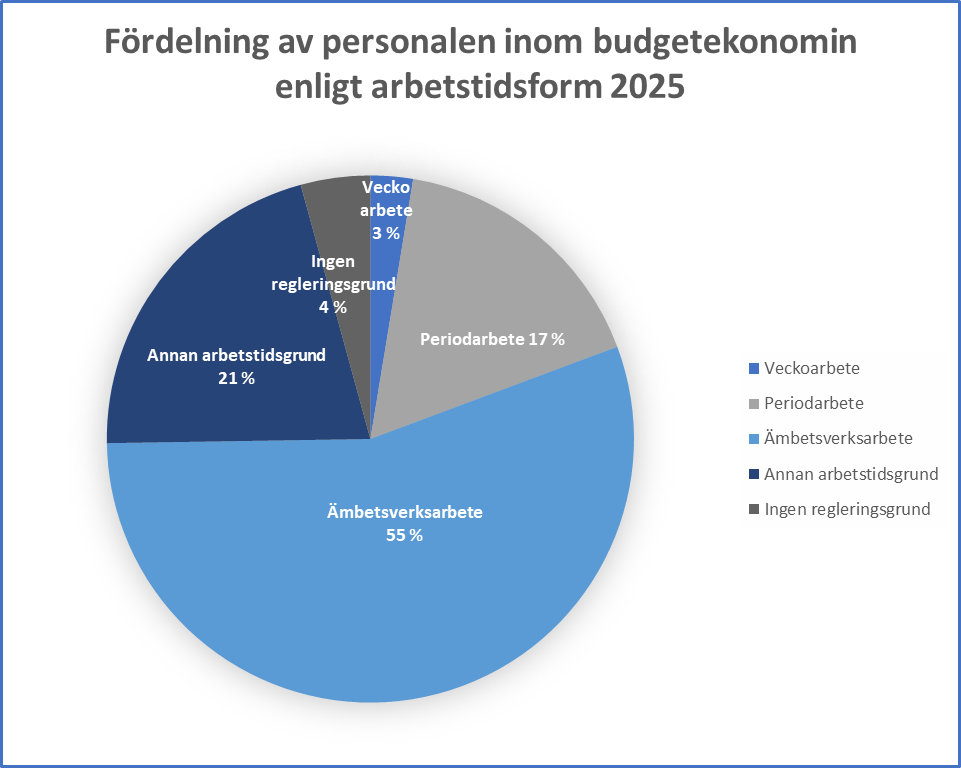 Fördelning av personalen inom budgetekonomin
enligt arbetstidsform 2025
Vecko
arbete
3 %
Ingen
regleringsgrund
4 %
Periodarbete 17 %
Annan arbetstidsgrund
21 %
Ämbetsverksarbete
55 %
Veckoarbete
Periodarbete
Ämbetsverksarbete
Annan arbetstidsgrund
Ingen regleringsgrund